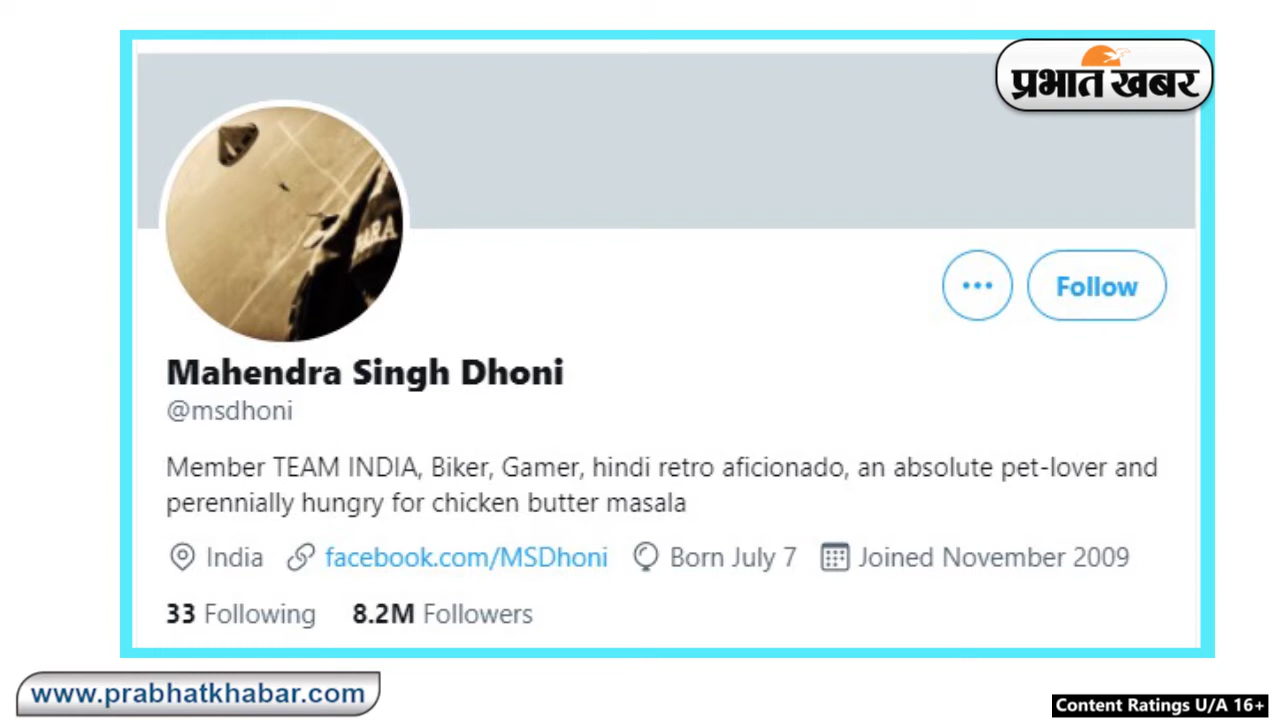 प्रभात खबर
Follow
Mahendra Singh Dhoni
@msdhoni
Member TEAM INDIA, Biker, Gamer, hindi retro aficionado, an absolute pet-lover and
perennially hungry for chicken butter masala
India facebook.com/MSDhoni Born July 7 Joined November 2009
33 Following 8.2M Followers
www.prabhatkhabar.com
Content Ratings U/A 16+